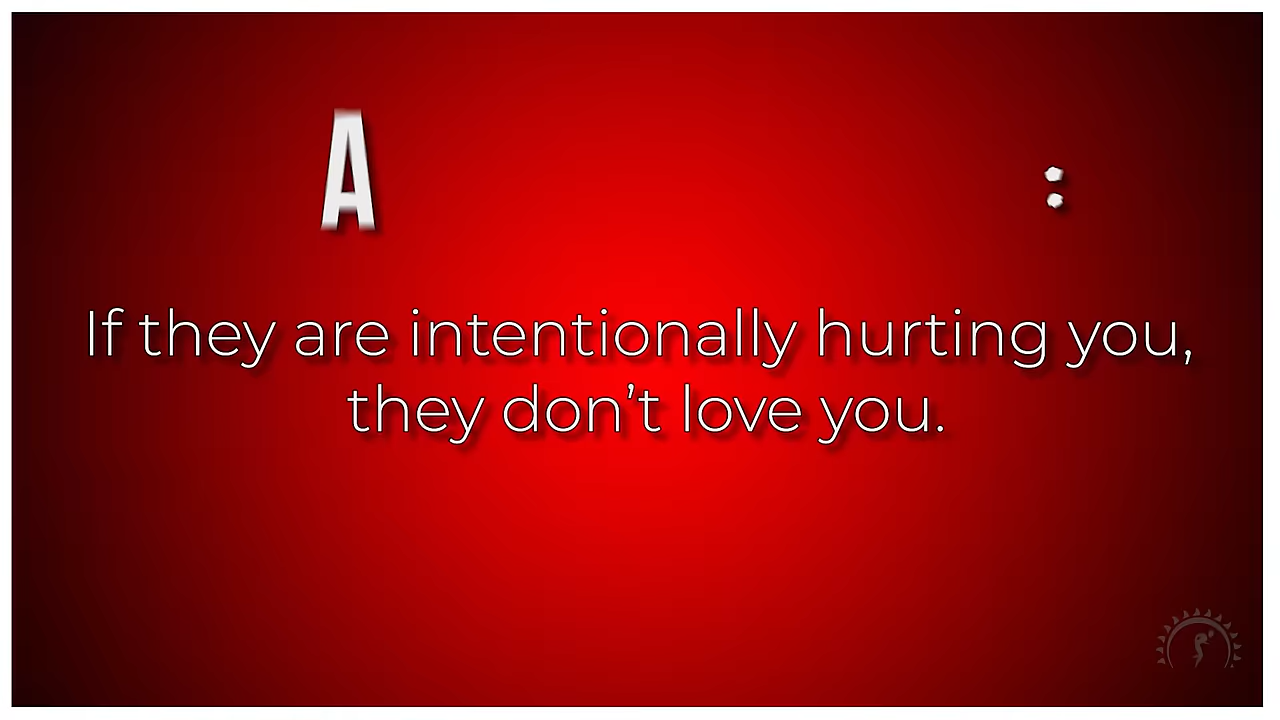 A :
If they are intentionally hurting you,
they don’t love you.